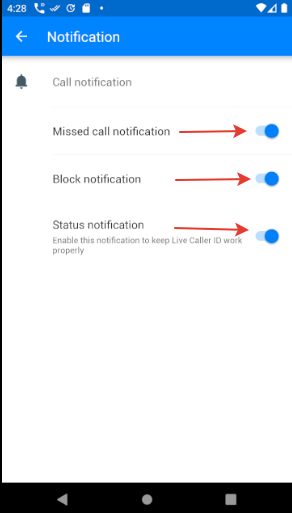 4:28
Notification
Call notification
Missed call notification
Block notification
Status notification
Enable this notification to keep Live Caller ID work
properly